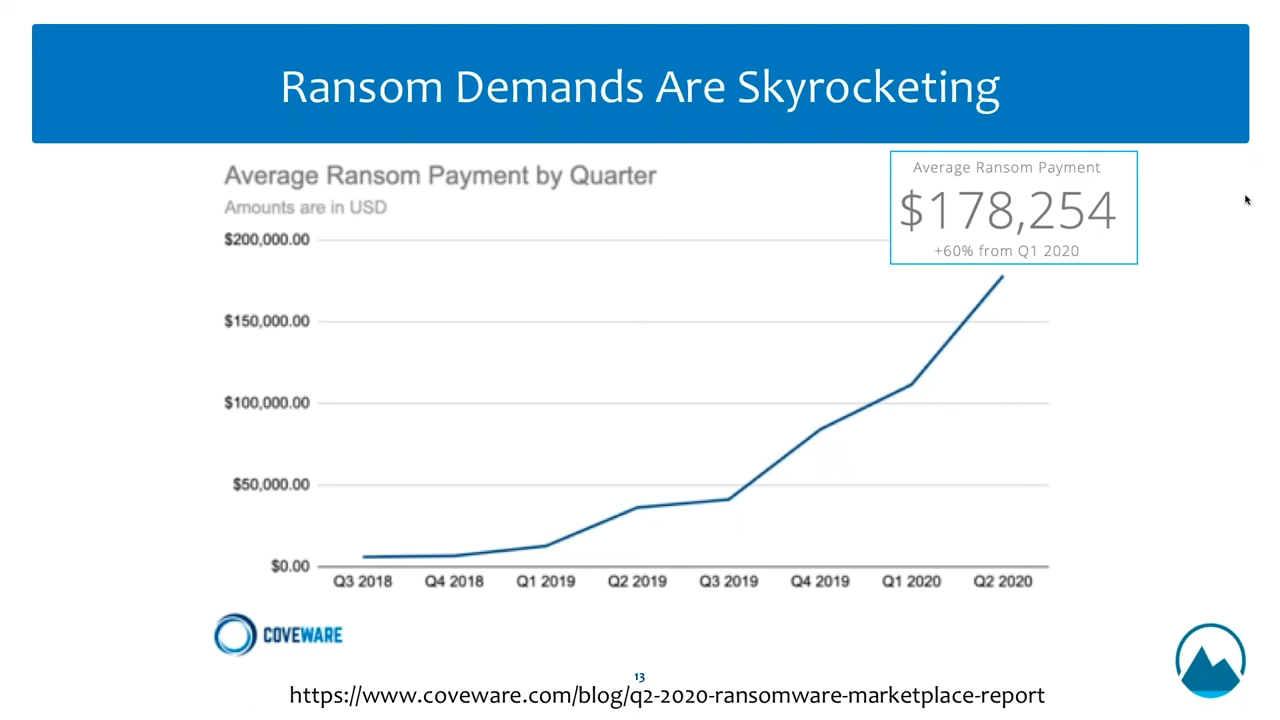 Ransom Demands Are Skyrocketing
Average Ransom Payment by Quarter
Amounts are in USD
Average Ransom Payment
$178,254
+60% from Q1 2020
$200,000.00
$150,000.00
$100,000.00
$50,000.00
$0.00
Q3 2018 Q4 2018 Q1 2019 Q2 2019 Q3 2019 Q4 2019 Q1 2020 Q2 2020
COVEWARE
13
https://www.coveware.com/blog/q2-2020-ransomware-marketplace-report